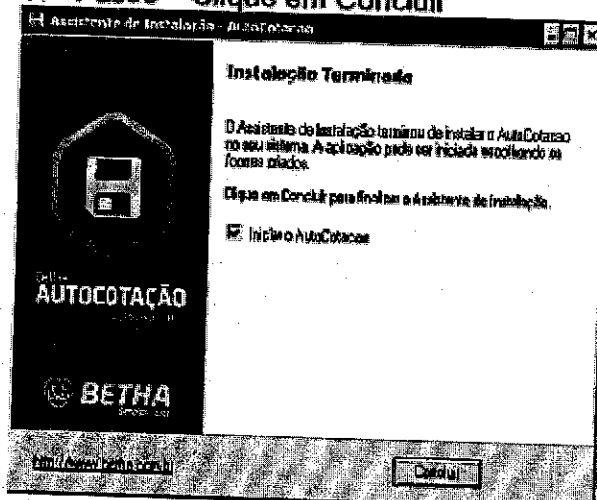 Clique em Concluir
Assistente de Instalação - AutoCotacao
Instalação Terminada
O Assistente de Instalação terminou de instalar o AutoCotacao
no seu sistema. A aplicação pode ser iniciada escolhendo os
ícones criados.
Clique em Concluir para finalizar o Assistente de Instalação.
Iniciar o AutoCotacao
AUTOCOTAÇÃO
BETHA
Concluir